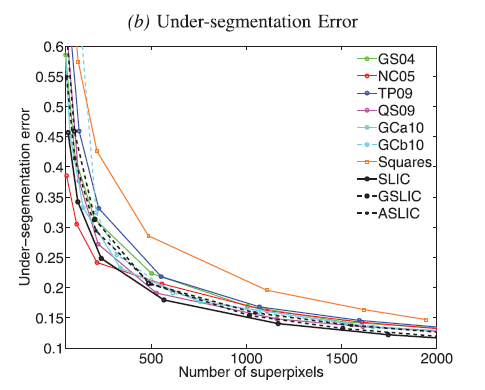 (b) Under-segmentation Error
0.6
0.55
0.5
0.45
0.4
0.35
0.3
0.25
0.2
0.15
0.1
Under-segementation error
GS04
NC05
TP09
QS09
GCa10
GCb10
Squares
SLIC
GSLIC
ASLIC
500 1000 1500 2000
Number of superpixels